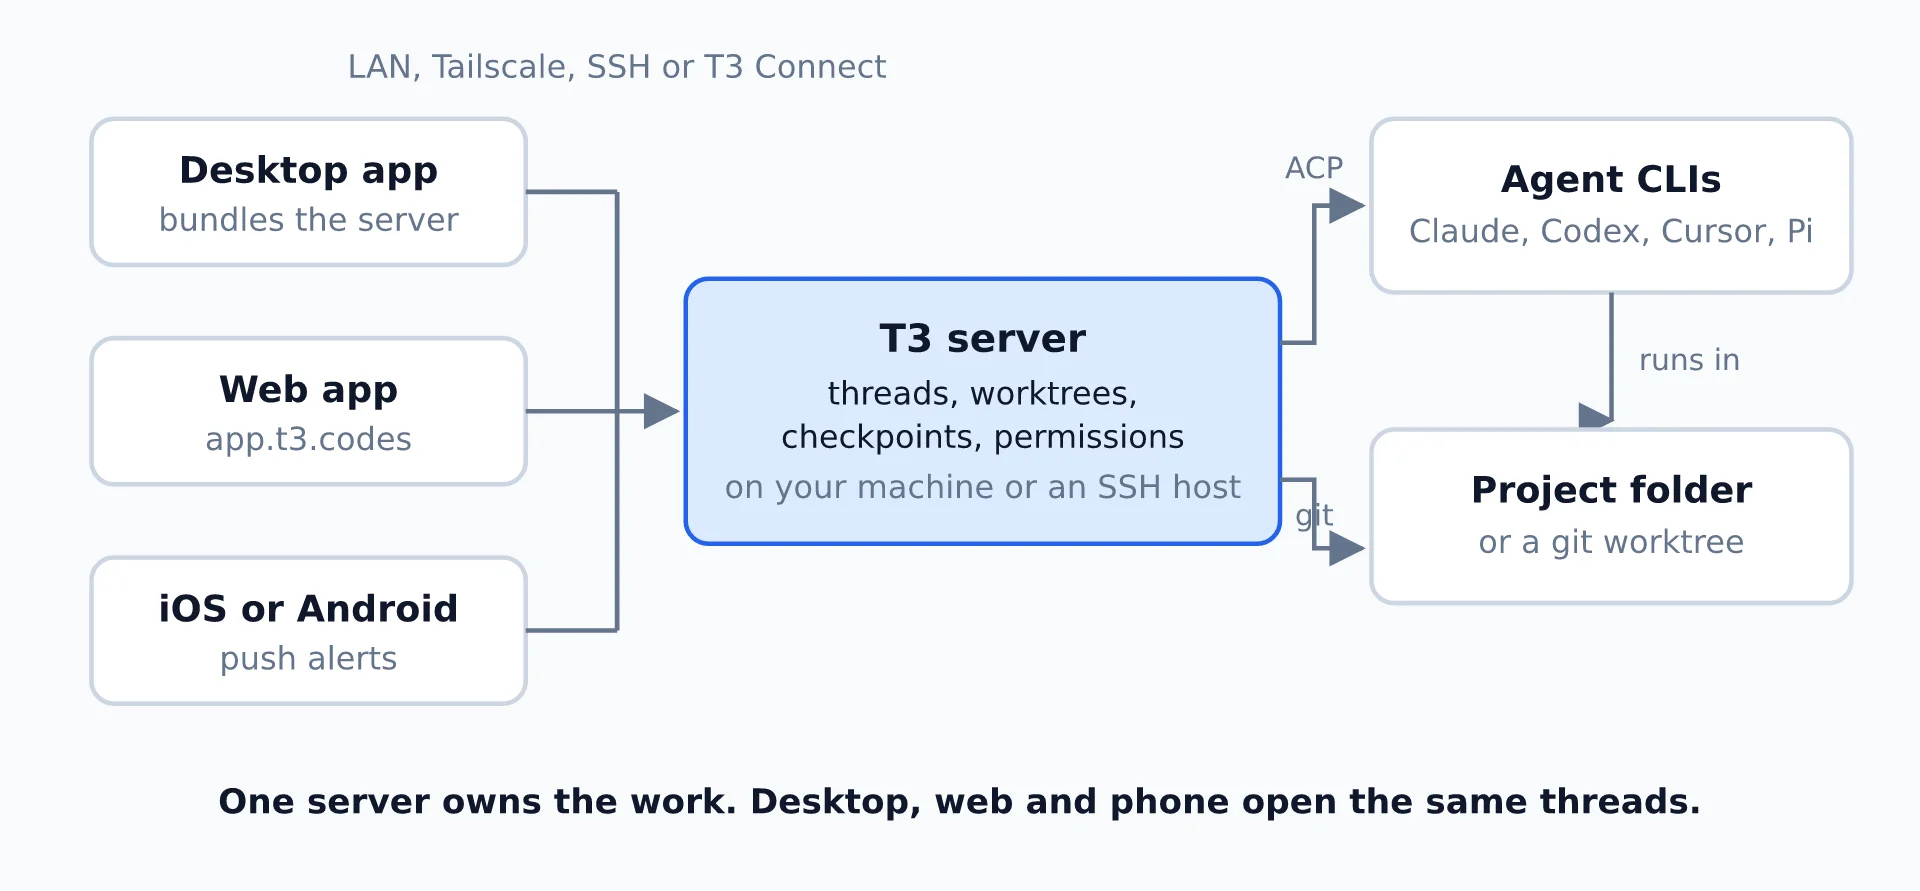 LAN, Tailscale, SSH or T3 Connect
Desktop app
bundles the server
Web app
app.t3.codes
iOS or Android
push alerts
T3 server
threads, worktrees,
checkpoints, permissions
on your machine or an SSH host
ACP
git
Agent CLIs
Claude, Codex, Cursor, Pi
runs in
Project folder
or a git worktree
One server owns the work. Desktop, web and phone open the same threads.